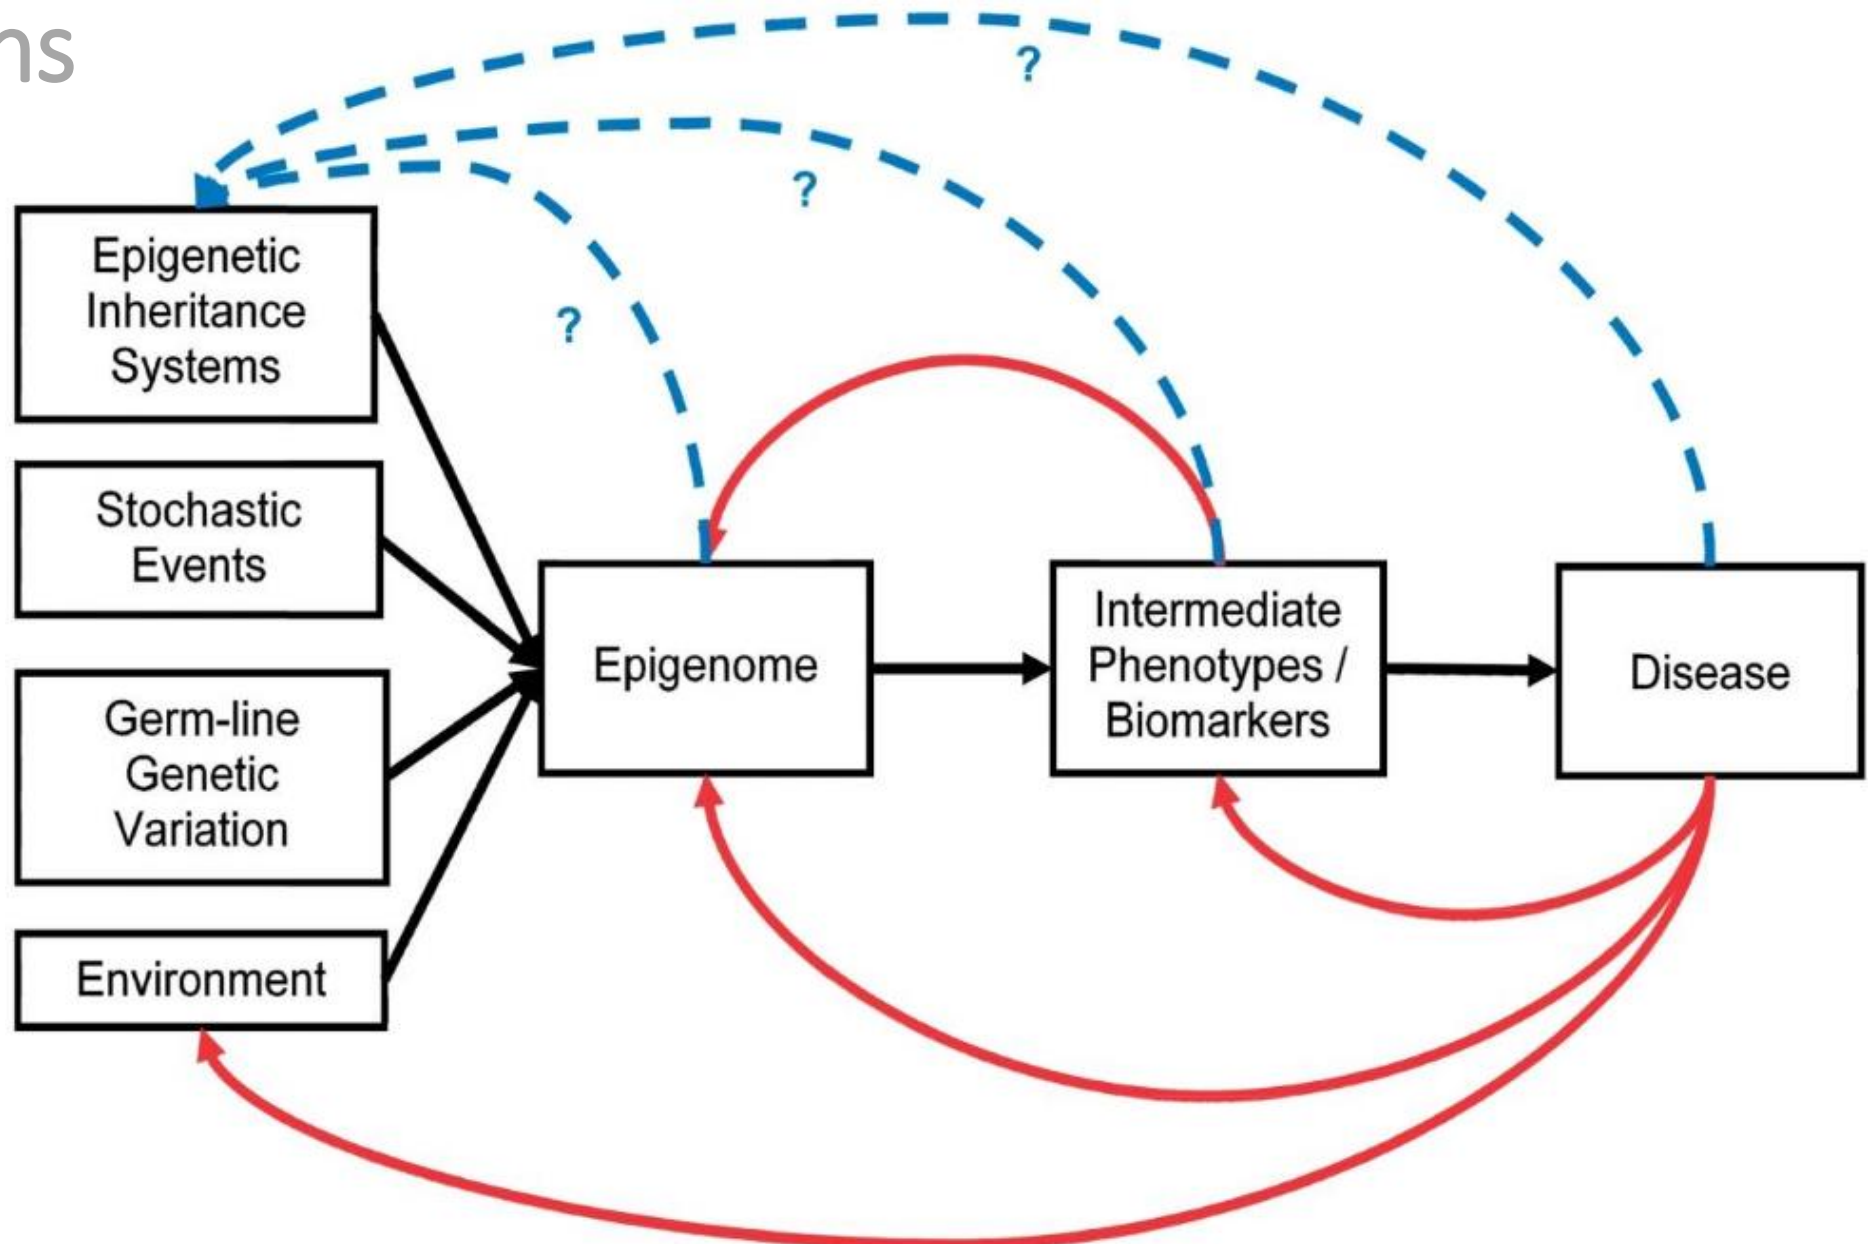 ns
?
?
?
Epigenetic
Inheritance
Systems
Stochastic
Events
Germ-line
Genetic
Variation
Environment
Epigenome
Intermediate
Phenotypes /
Biomarkers
Disease